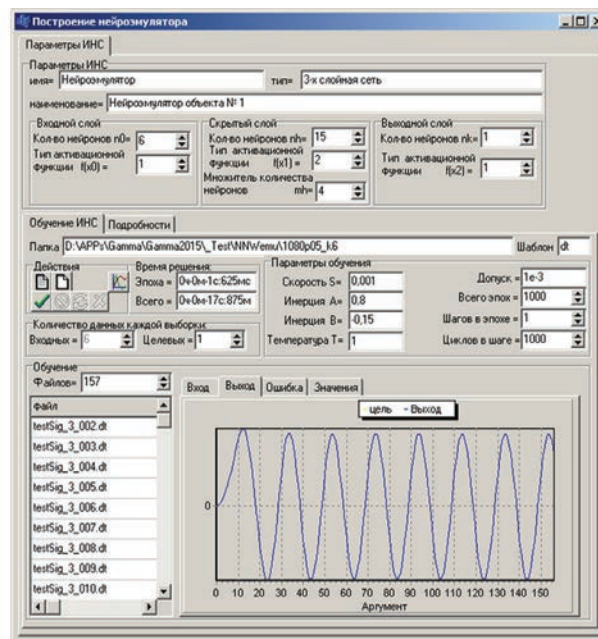 Построение нейроэмулятора
Параметры ИНС
Параметры ИНС
имя= Нейроэмулятор тип= 3-х слойная сеть
наименование= Нейроэмулятор объекта № 1
Входной слой
Кол-во нейронов n0= 6
Тип активационной
функции f(x0) = 1
Скрытый слой
Кол-во нейронов nh= 15
Тип активационной
функции f(x1) = 2
Множитель количества
нейронов mh= 4
Выходной слой
Кол-во нейронов nk= 1
Тип активационной
функции f(x2) = 1
Обучение ИНС Подробности
Папка D:\APPs\Gamma\Gamma2015\_Test\NNWemu\1080p05_k6 Шаблон dt
Действия
Время решения:
Эпоха = 0ч-0м-1с:625мс
Всего = 0ч-0м-17с:875м
Количество данных каждой выборки:
Входных = 6 Целевых = 1
Параметры обучения
Скорость S= 0,001
Инерция A= 0,8
Инерция B= -0,15
Температура T= 1
Допуск = 1e-3
Всего эпох = 1000
Шагов в эпохе = 1
Циклов в шаге = 1000
Обучение
Файлов= 157
файл
testSig_3_002.dt
testSig_3_003.dt
testSig_3_004.dt
testSig_3_005.dt
testSig_3_006.dt
testSig_3_007.dt
testSig_3_008.dt
testSig_3_009.dt
testSig_3_010.dt
Вход Выход Ошибка Значения
цель Выход
0
0 10 20 30 40 50 60 70 80 90 100 110 120 130 140 150
Аргумент